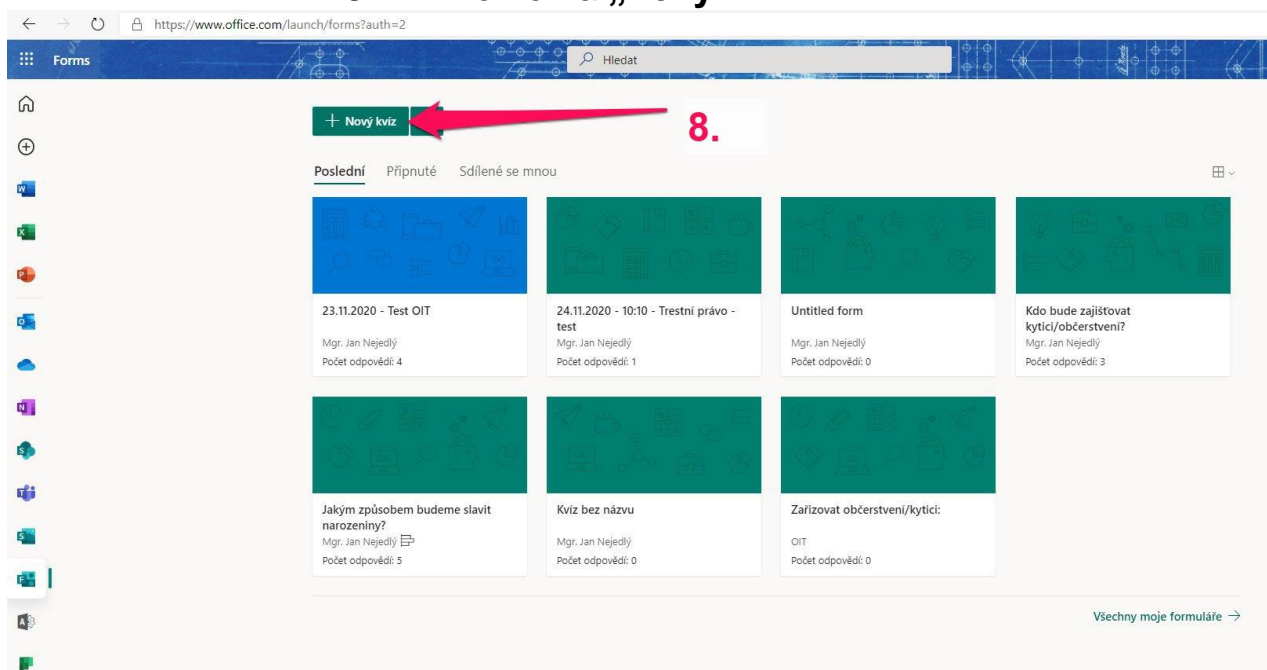 https://www.office.com/launch/forms?auth=2
Forms
Hledat
+ Nový kvíz
8.
Poslední Připnuté Sdílené se mnou
23.11.2020 - Test OIT
Mgr. Jan Nejedlý
Počet odpovědí: 4
24.11.2020 - 10:10 - Trestní právo -
test
Mgr. Jan Nejedlý
Počet odpovědí: 1
Untitled form
Mgr. Jan Nejedlý
Počet odpovědí: 0
Kdo bude zajišťovat
kytici/občerstvení?
Mgr. Jan Nejedlý
Počet odpovědí: 3
Jakým způsobem budeme slavit
narozeniny?
Mgr. Jan Nejedlý
Počet odpovědí: 5
Kvíz bez názvu
Mgr. Jan Nejedlý
Počet odpovědí: 0
Zařizovat občerstvení/kytici:
OIT
Počet odpovědí: 0
Všechny moje formuláře →